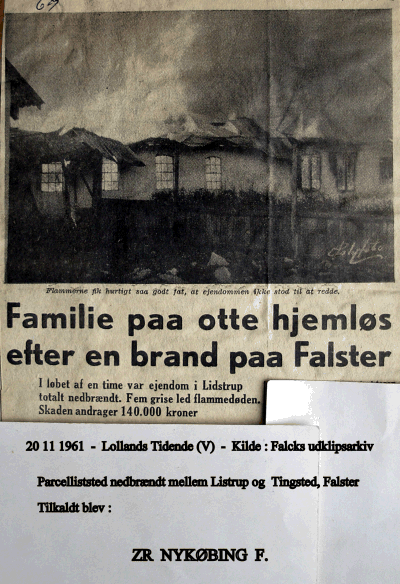 Flammerne fik hurtigt saa godt fat, at ejendommen ikke stod til at redde.
Familie paa otte hjemløs
efter en brand paa Falster
I løbet af en time var ejendom i Lidstrup
totalt nedbrændt. Fem grise led flammedøden.
Skaden andrager 140.000 kroner
20 11 1961 - Lollands Tidende (V) - Kilde : Falcks udklipsarkiv
Parcelliststed nedbrændt mellem Listrup og Tingsted, Falster
Tilkaldt blev :
ZR NYKØBING F.